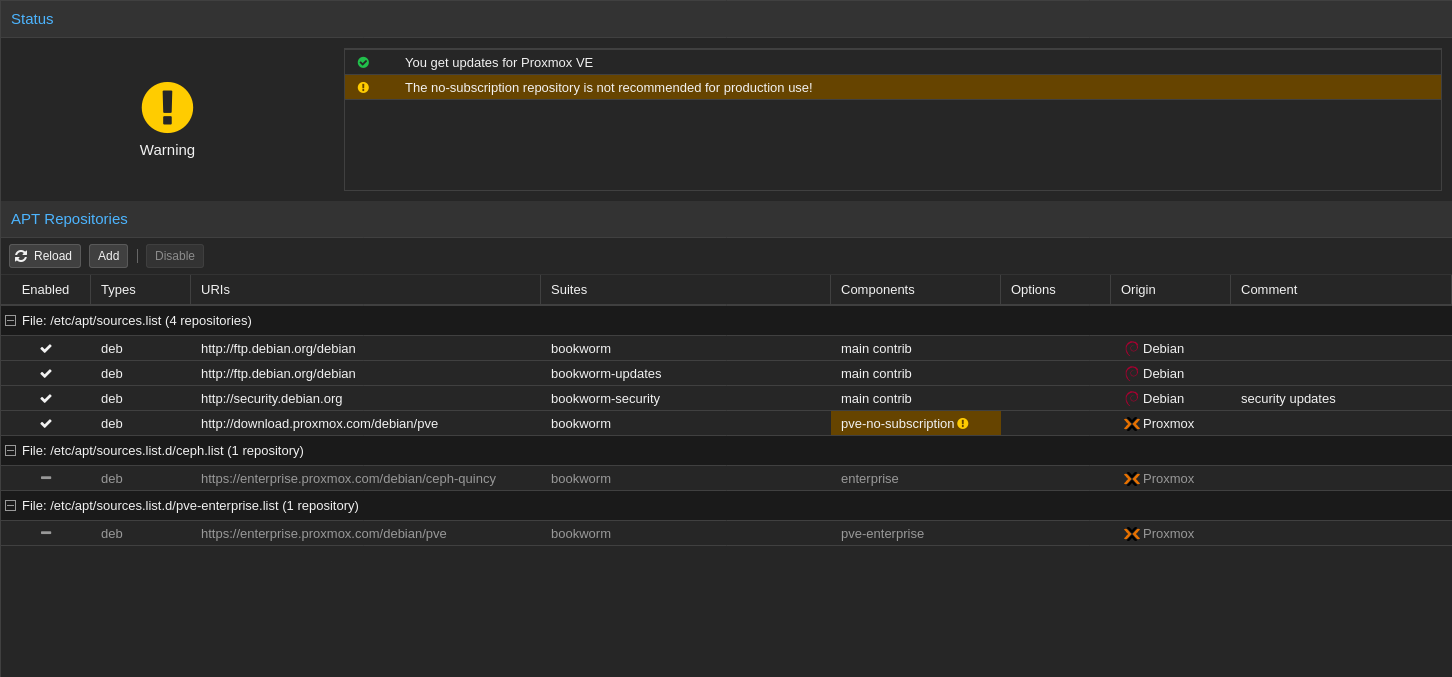 Status
Warning
You get updates for Proxmox VE
The no-subscription repository is not recommended for production use!
APT Repositories
Reload Add Disable
Enabled Types URIs Suites Components Options Origin Comment
File: /etc/apt/sources.list (4 repositories)
deb http://ftp.debian.org/debian bookworm main contrib Debian
deb http://ftp.debian.org/debian bookworm-updates main contrib Debian
deb http://security.debian.org bookworm-security main contrib Debian security updates
deb http://download.proxmox.com/debian/pve bookworm pve-no-subscription Proxmox
File: /etc/apt/sources.list.d/ceph.list (1 repository)
deb https://enterprise.proxmox.com/debian/ceph-quincy bookworm enterprise Proxmox
File: /etc/apt/sources.list.d/pve-enterprise.list (1 repository)
deb https://enterprise.proxmox.com/debian/pve bookworm pve-enterprise Proxmox